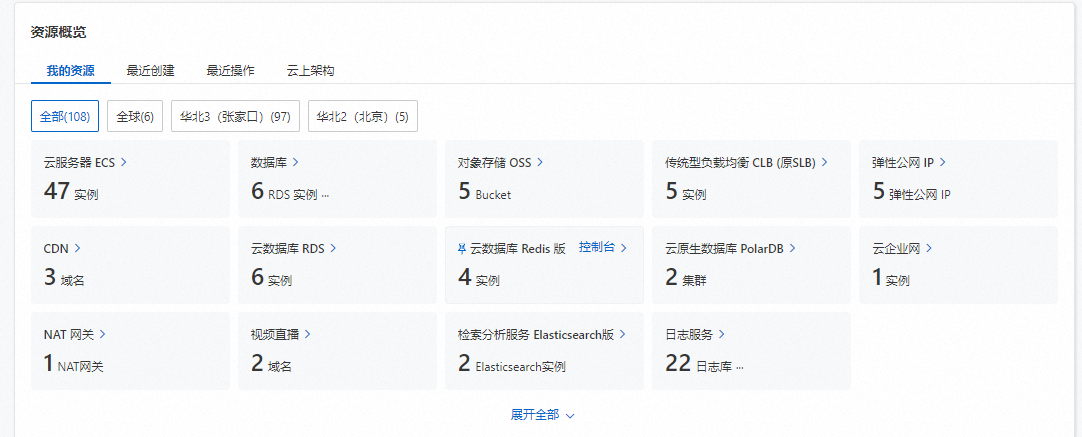 资源概览
我的资源 最近创建 最近操作 云上架构
全部(108) 全球(6) 华北3（张家口）(97) 华北2（北京）(5)
云服务器 ECS 数据库 对象存储 OSS 传统型负载均衡 CLB (原SLB) 弹性公网 IP
47 实例 6 RDS 实例 ··· 5 Bucket 5 实例 5 弹性公网 IP
CDN 云数据库 RDS 云数据库 Redis 版 控制台 云原生数据库 PolarDB 云企业网
3 域名 6 实例 4 实例 2 集群 1 实例
NAT 网关 视频直播 检索分析服务 Elasticsearch版 日志服务
1 NAT网关 2 域名 2 Elasticsearch实例 22 日志库 ···
展开全部